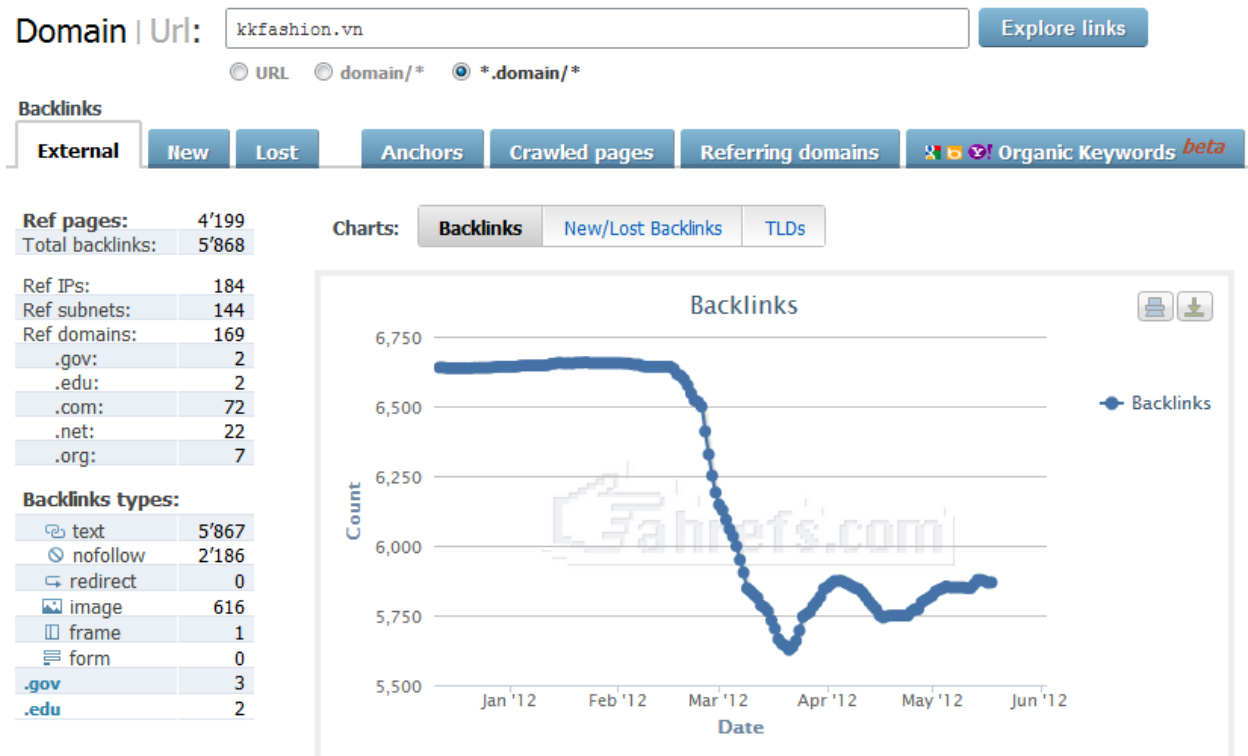 Domain | Url: kkfashion.vn Explore links
URL domain/* *.domain/*
Backlinks
External New Lost Anchors Crawled pages Referring domains Organic Keywords beta
Ref pages: 4'199
Total backlinks: 5'868
Ref IPs: 184
Ref subnets: 144
Ref domains: 169
.gov: 2
.edu: 2
.com: 72
.net: 22
.org: 7
Backlinks types:
text 5'867
nofollow 2'186
redirect 0
image 616
frame 1
form 0
.gov 3
.edu 2
Charts: Backlinks New/Lost Backlinks TLDs
Backlinks
6,750
6,500
6,250
6,000
5,750
5,500
Count
ahrefs.com
Jan '12 Feb '12 Mar '12 Apr '12 May '12 Jun '12
Date
Backlinks